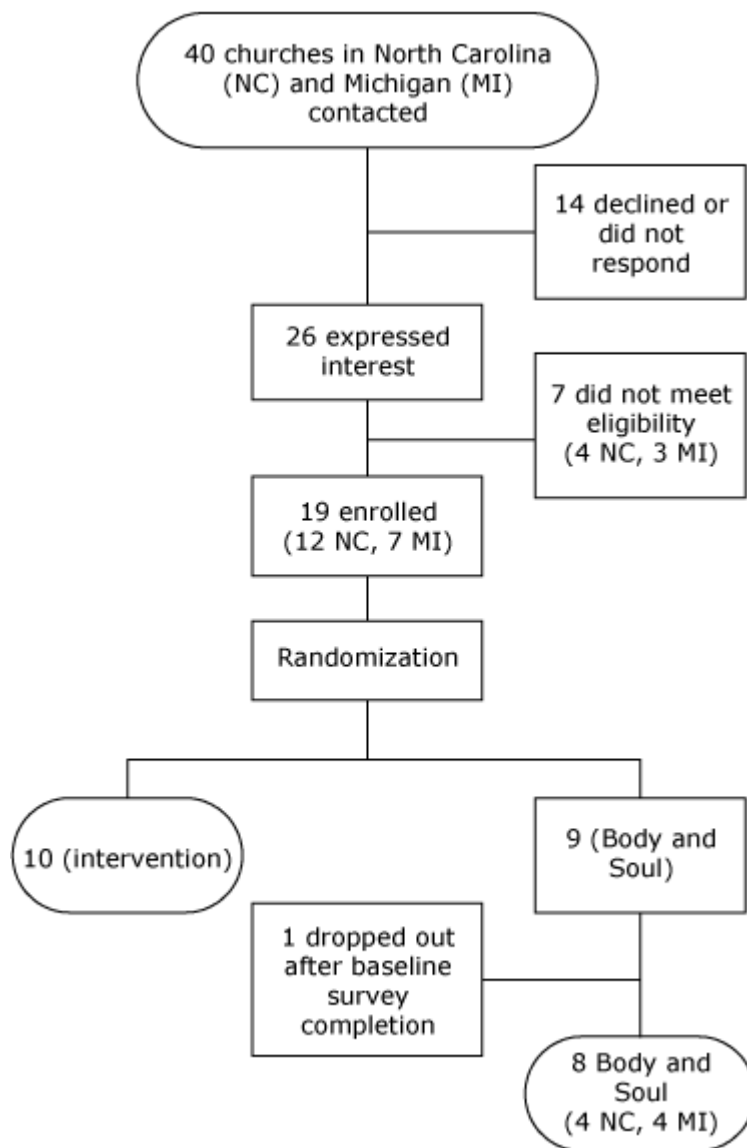 40 churches in North Carolina
(NC) and Michigan (MI)
contacted
14 declined or
did not
respond
26 expressed
interest
7 did not meet
eligibility
(4 NC, 3 MI)
19 enrolled
(12 NC, 7 MI)
Randomization
10 (intervention)
9 (Body and
Soul)
1 dropped out
after baseline
survey
completion
8 Body and
Soul
(4 NC, 4 MI)